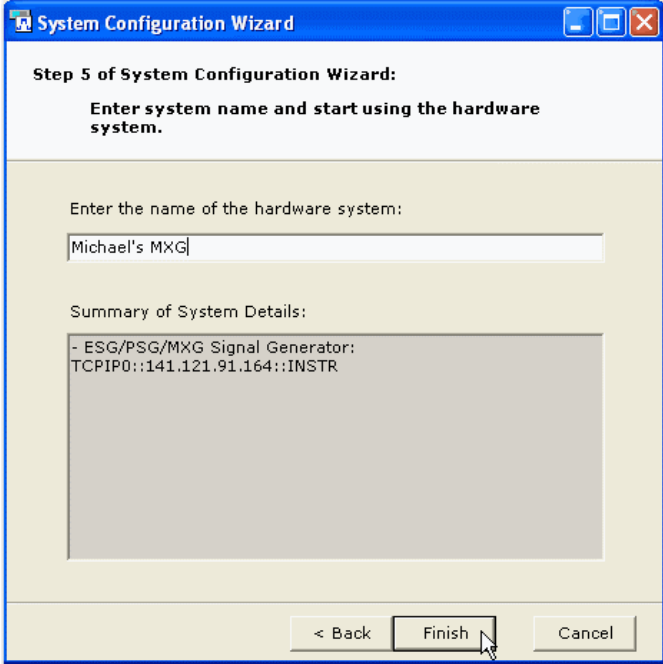 System Configuration Wizard
Step 5 of System Configuration Wizard:
Enter system name and start using the hardware
system.
Enter the name of the hardware system:
Michael's MXG
Summary of System Details:
- ESG/PSG/MXG Signal Generator:
TCPIP0::141.121.91.164::INSTR
< Back
Finish
Cancel